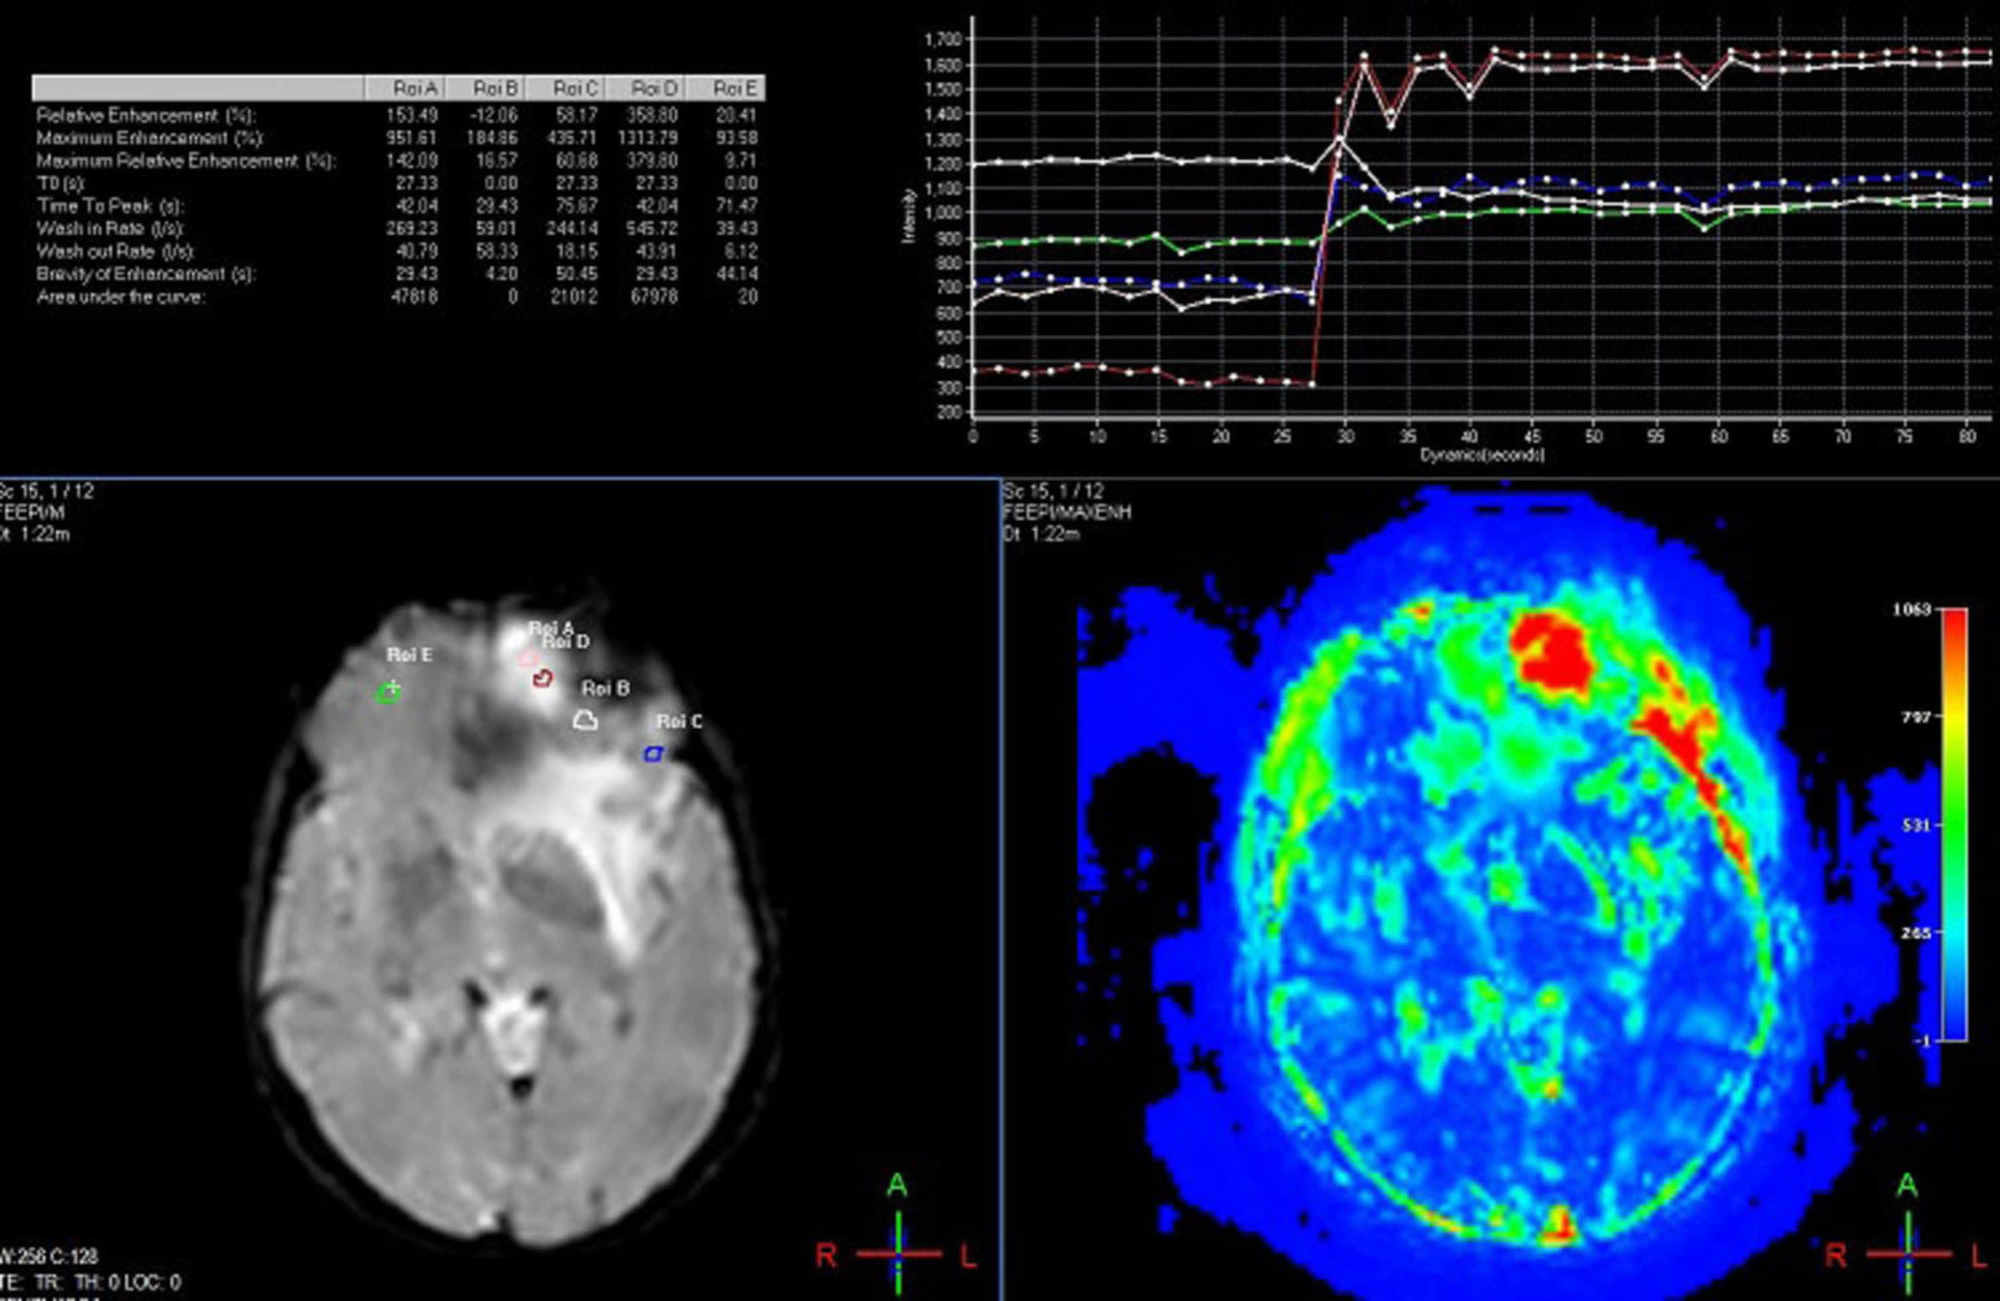 Roi A Roi B Roi C Roi D Roi E
Relative Enhancement (%): 153.49 -12.06 58.17 358.80 20.41
Maximum Enhancement (%): 951.61 184.86 435.71 1313.79 93.58
Maximum Relative Enhancement (%): 142.09 16.57 60.68 379.80 9.71
T0 (s): 27.33 0.00 27.33 27.33 0.00
Time To Peak (s): 42.04 29.43 75.67 42.04 71.47
Wash in Rate (l/s): 269.23 59.01 244.14 545.72 39.43
Wash out Rate (l/s): 40.79 58.33 18.15 43.91 6.12
Brevity of Enhancement (s): 29.43 4.20 50.45 29.43 44.14
Area under the curve: 47818 0 21012 67978 20
1,700
1,600
1,500
1,400
1,300
1,200
1,100
1,000
900
800
700
600
500
400
300
200
Intensity
0 5 10 15 20 25 30 35 40 45 50 55 60 65 70 75 80
Dynamics(seconds)
Sc 15, 1 / 12
FEEPI/M
Dt 1:22m
Roi A
Roi D
Roi E
Roi B
Roi C
W:256 C:128
TE: TR: TH: 0 LOC: 0
A
R L
Sc 15, 1 / 12
FEEPI/MAXENH
Dt 1:22m
1063
797
531
265
-1
A
R L